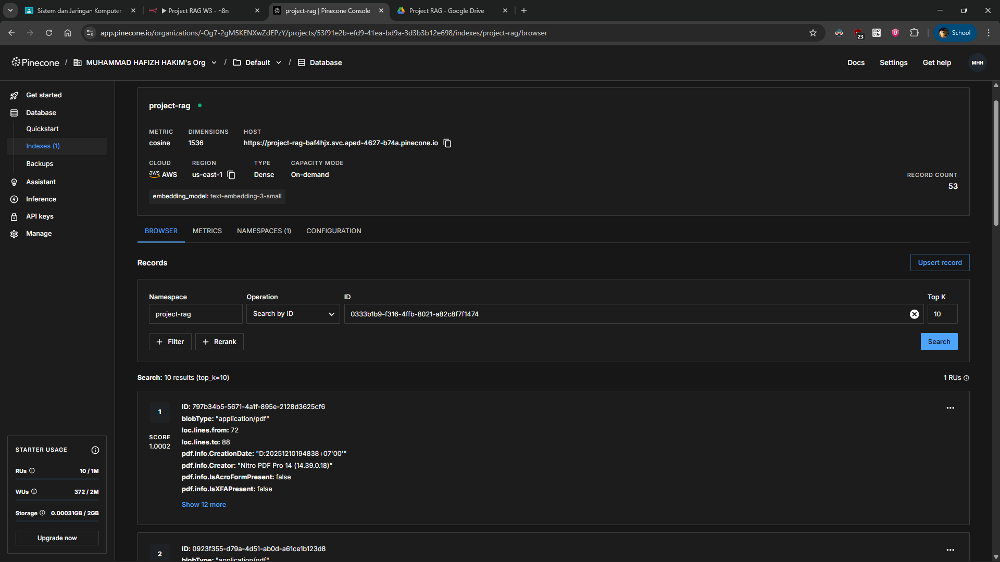 Sistem dan Jaringan Komputer
▶ Project RAG W3 - n8n
project-rag | Pinecone Console
Project RAG - Google Drive
app.pinecone.io/organizations/-Og7-2gM5KENXwZdEPzY/projects/53f91e2b-efd9-41ea-bd9a-3d3b3b12e698/indexes/project-rag/browser
23
School
Pinecone / MUHAMMAD HAFIZH HAKIM's Org / Default / Database
Docs
Settings
Get help
MHH
Get started
Database
Quickstart
Indexes (1)
Backups
Assistant
Inference
API keys
Manage
STARTER USAGE
RUs 10 / 1M
WUs 372 / 2M
Storage 0.00031GB / 2GB
Upgrade now
project-rag
METRIC DIMENSIONS HOST
cosine 1536 https://project-rag-baf4hjx.svc.aped-4627-b74a.pinecone.io
CLOUD REGION TYPE CAPACITY MODE
aws AWS us-east-1 Dense On-demand
RECORD COUNT
53
embedding_model: text-embedding-3-small
BROWSER METRICS NAMESPACES (1) CONFIGURATION
Records
Upsert record
Namespace Operation ID Top K
project-rag Search by ID 0333b1b9-f316-4ffb-8021-a82c8f7f1474 10
Filter Rerank Search
Search: 10 results (top_k=10)
1 RUs
1
SCORE
1.0002
ID: 797b34b5-5671-4a1f-895e-2128d3625cf6
blobType: "application/pdf"
loc.lines.from: 72
loc.lines.to: 88
pdf.info.CreationDate: "D:20251210194838+07'00'"
pdf.info.Creator: "Nitro PDF Pro 14 (14.39.0.18)"
pdf.info.IsAcroFormPresent: false
pdf.info.IsXFAPresent: false
Show 12 more
2
ID: 0923f355-d79a-4d51-ab0d-a61ce1b123d8
blobType: "application/pdf"